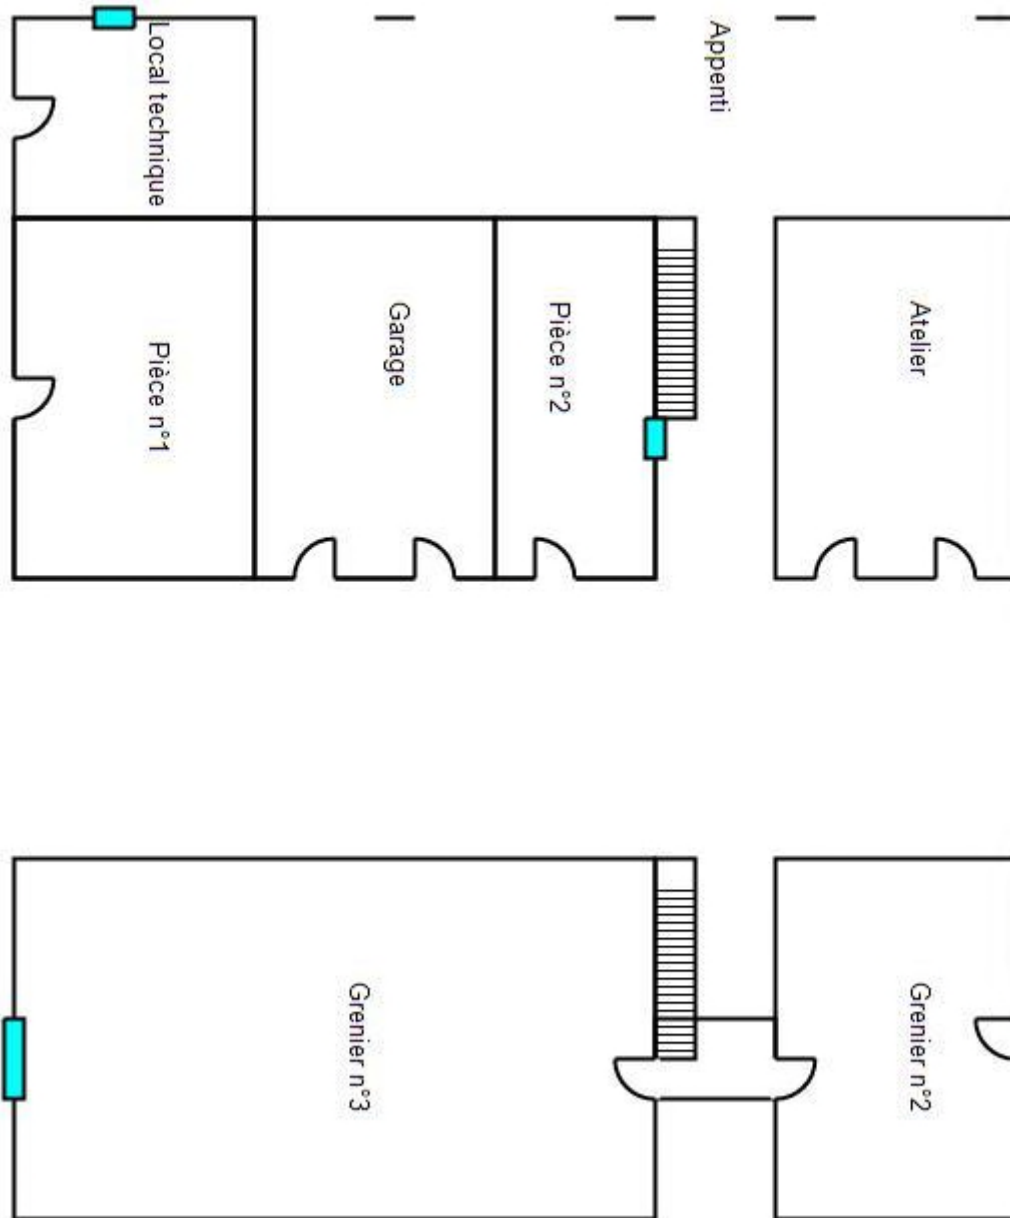 Local technique
Appenti
Pièce n°1
Garage
Pièce n°2
Atelier
Grenier n°3
Grenier n°2